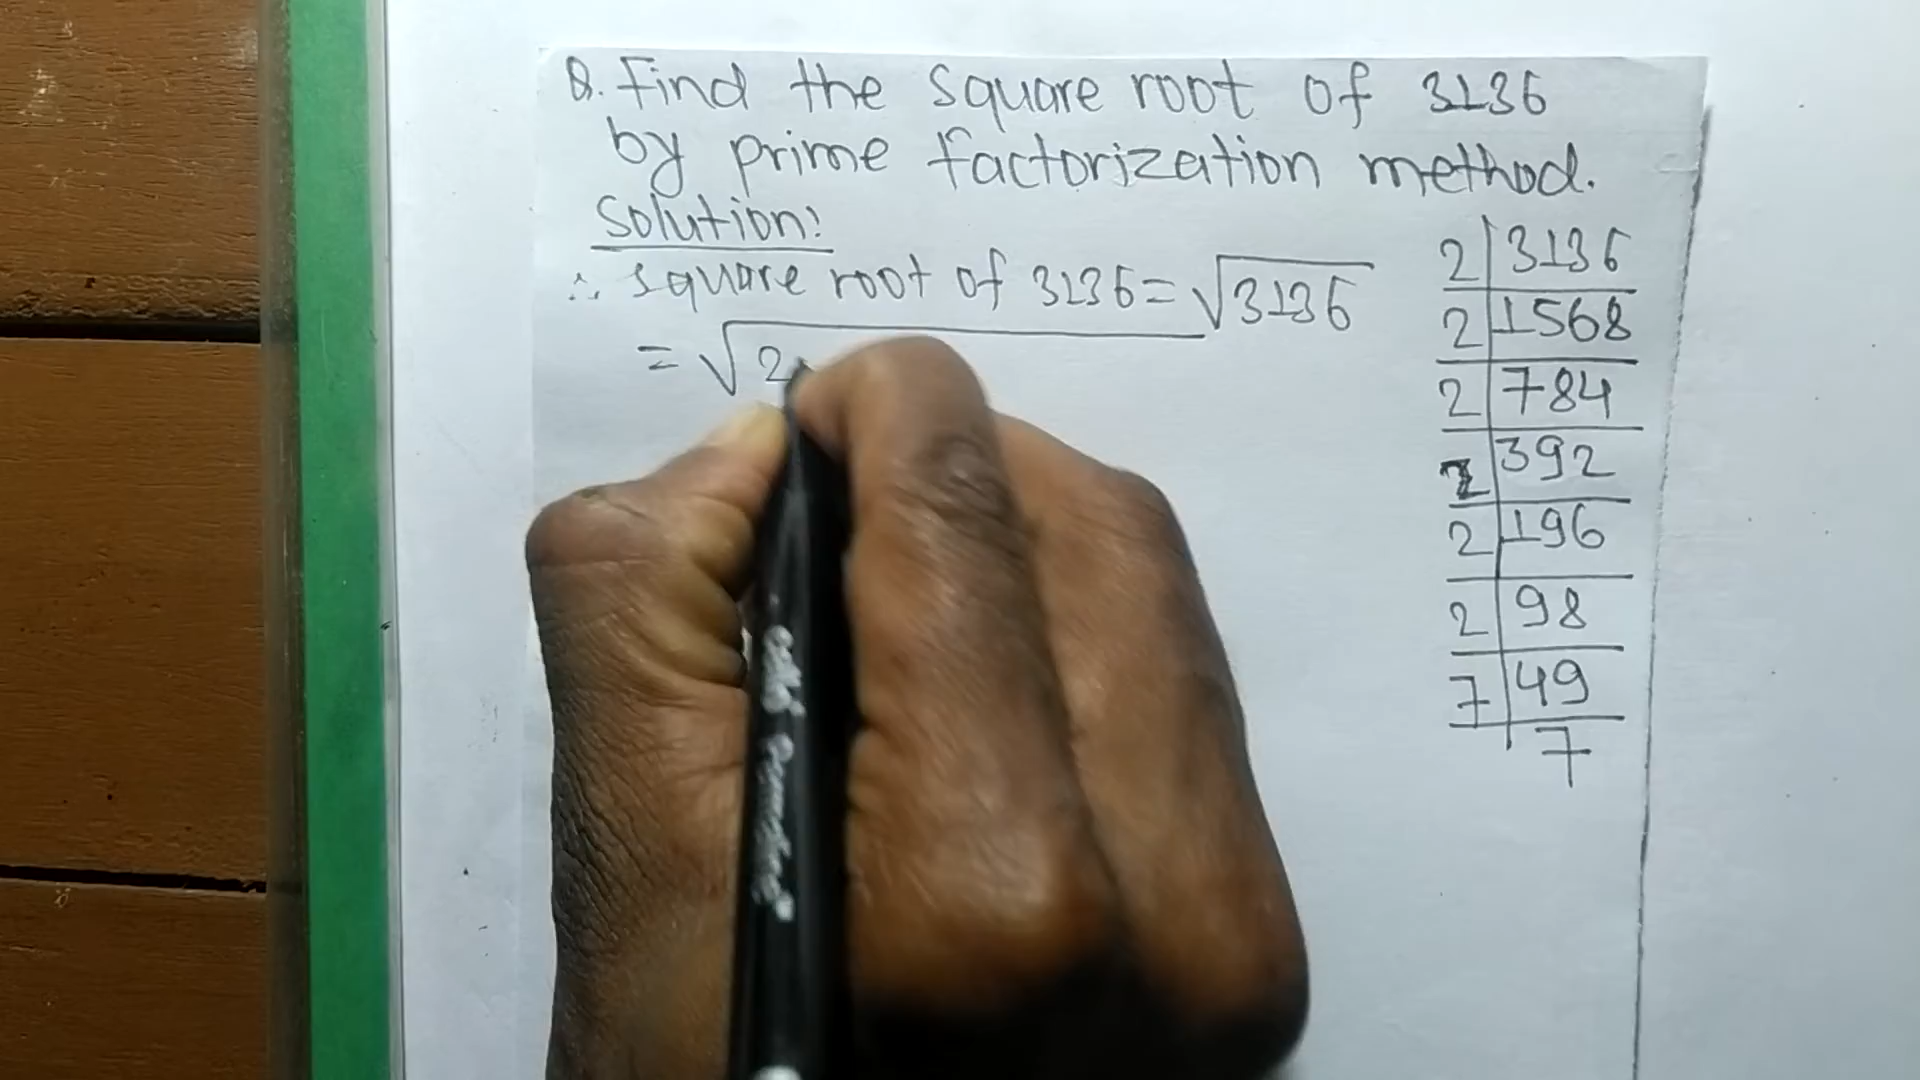 Q. Find the square root of 3136
by prime factorization method.
Solution:
∴ square root of 3136 = √3136
= √2
2 | 3136
2 | 1568
2 | 784
2 | 392
2 | 196
2 | 98
7 | 49
7